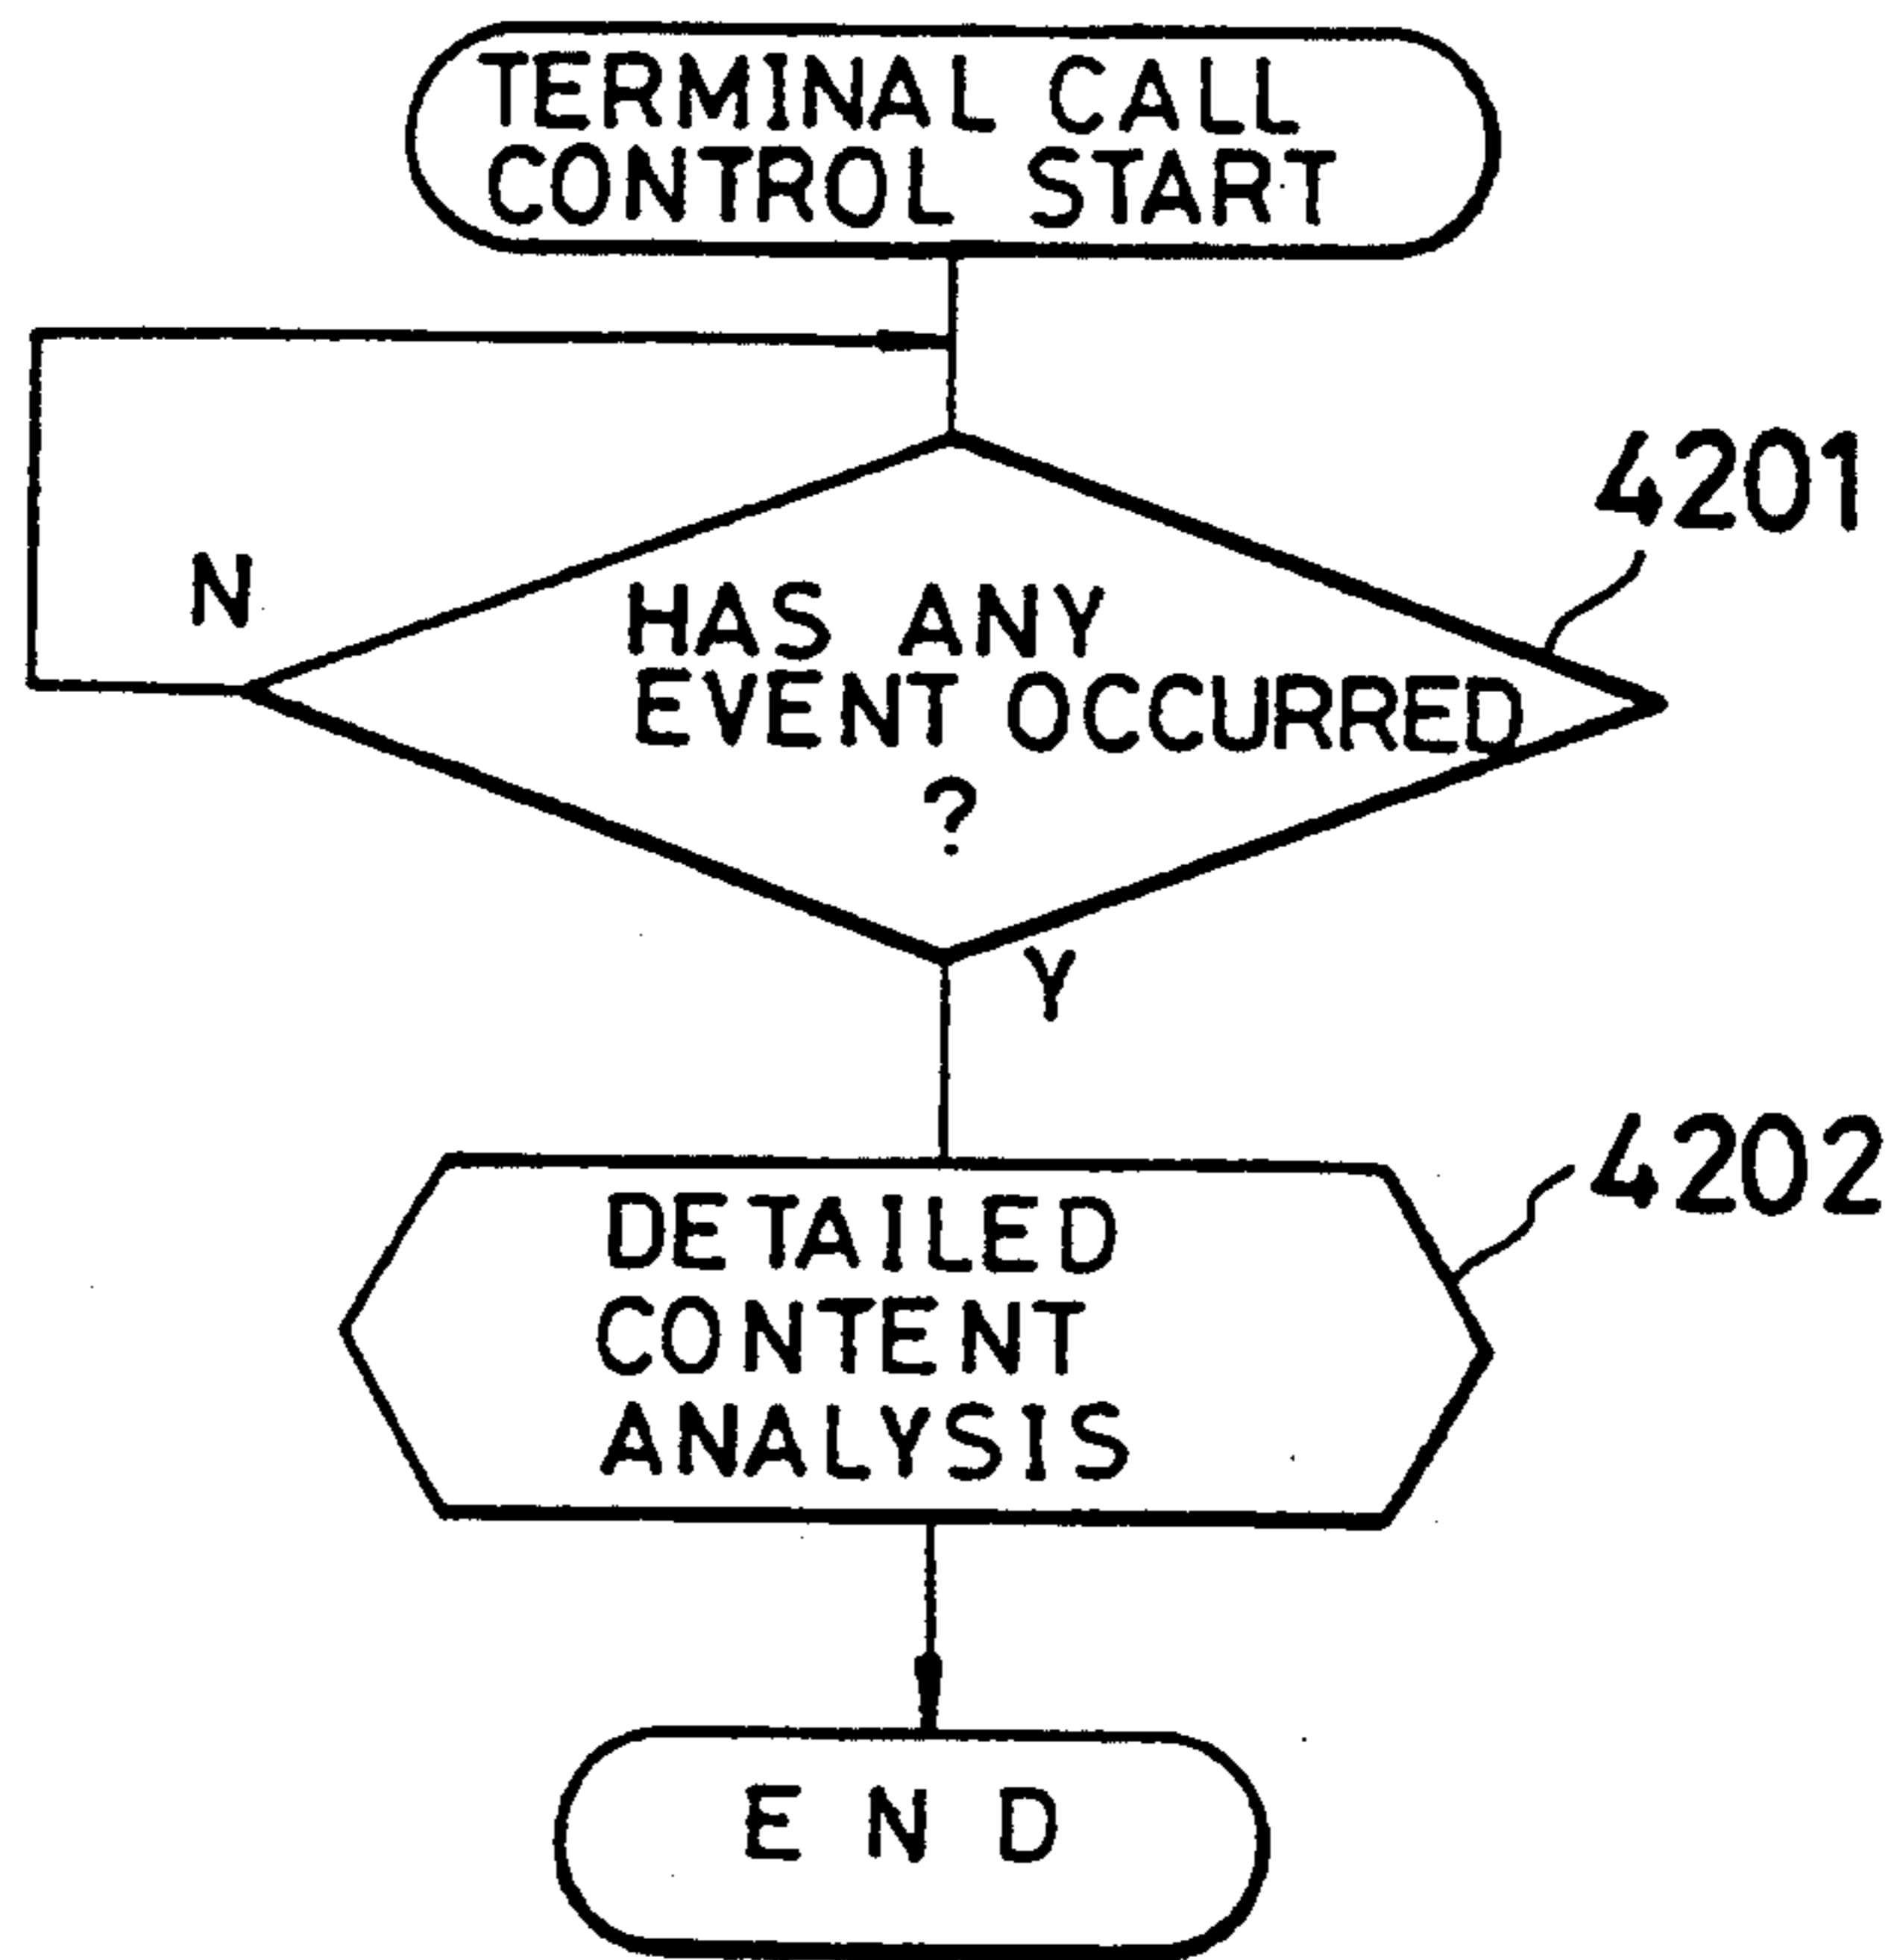 TERMINAL CALL
CONTROL START
4201
N
HAS ANY
EVENT OCCURRED
?
Y
4202
DETAILED
CONTENT
ANALYSIS
END